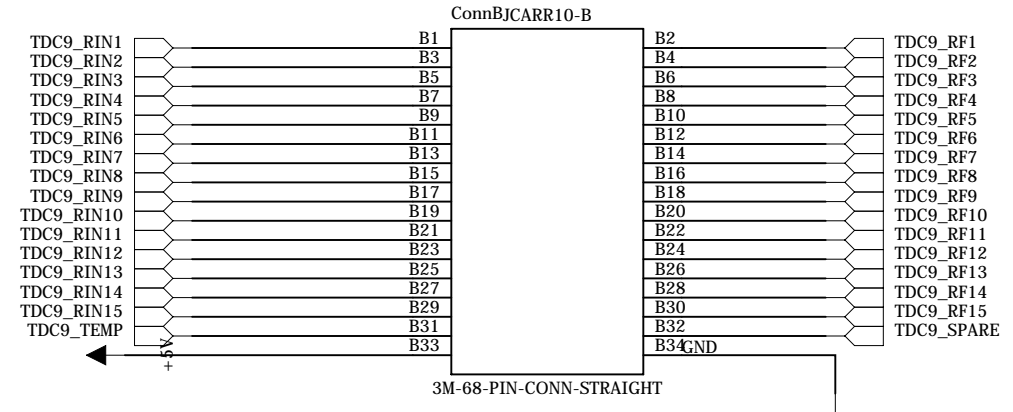 ConnBJCARR10-B
TDC9_RIN1 B1 B2 TDC9_RF1
TDC9_RIN2 B3 B4 TDC9_RF2
TDC9_RIN3 B5 B6 TDC9_RF3
TDC9_RIN4 B7 B8 TDC9_RF4
TDC9_RIN5 B9 B10 TDC9_RF5
TDC9_RIN6 B11 B12 TDC9_RF6
TDC9_RIN7 B13 B14 TDC9_RF7
TDC9_RIN8 B15 B16 TDC9_RF8
TDC9_RIN9 B17 B18 TDC9_RF9
TDC9_RIN10 B19 B20 TDC9_RF10
TDC9_RIN11 B21 B22 TDC9_RF11
TDC9_RIN12 B23 B24 TDC9_RF12
TDC9_RIN13 B25 B26 TDC9_RF13
TDC9_RIN14 B27 B28 TDC9_RF14
TDC9_RIN15 B29 B30 TDC9_RF15
TDC9_TEMP B31 B32 TDC9_SPARE
+5V B33 B34 GND
3M-68-PIN-CONN-STRAIGHT